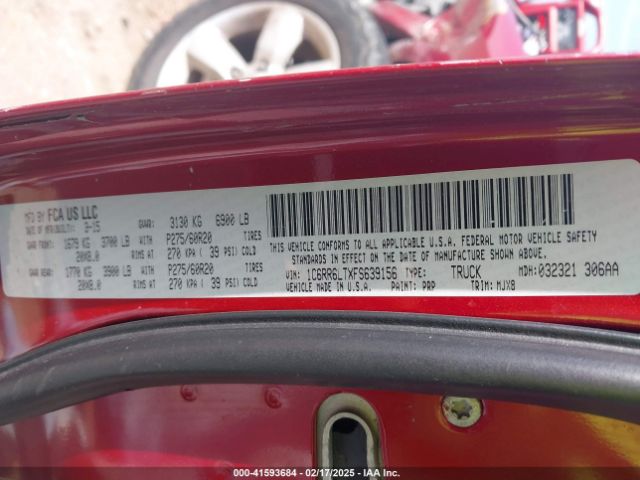 MFD BY FCA US LLC
DATE OF MFR(BUILT): 3-15 GVWR: 3130 KG 6900 LB
GAWR FRONT: 1679 KG 3700 LB WITH P275/60R20 TIRES
20X8.0 RIMS AT 270 KPA ( 39 PSI) COLD
GAWR REAR: 1770 KG 3900 LB WITH P275/60R20 TIRES
20X8.0 RIMS AT 270 KPA ( 39 PSI) COLD
THIS VEHICLE CONFORMS TO ALL APPLICABLE U.S.A. FEDERAL MOTOR VEHICLE SAFETY
STANDARDS IN EFFECT ON THE DATE OF MANUFACTURE SHOWN ABOVE.
VIN: 1C6RR6LTXFS639156 TYPE: TRUCK MDH: 032321 306AA
VEHICLE MADE IN U.S.A. PAINT: PRP TRIM: MJX8
© IAA 41593684 - 02/17/2025 - IAAI.COM ©